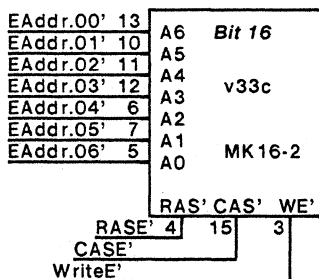 EAddr.00' 13 A6 Bit 16
EAddr.01' 10 A5
EAddr.02' 11 A4
EAddr.03' 12 A3 v33c
EAddr.04' 6 A2
EAddr.05' 7 A1
EAddr.06' 5 A0 MK16-2
RAS' CAS' WE'
RASE' 4 15 3
CASE'
WriteE'